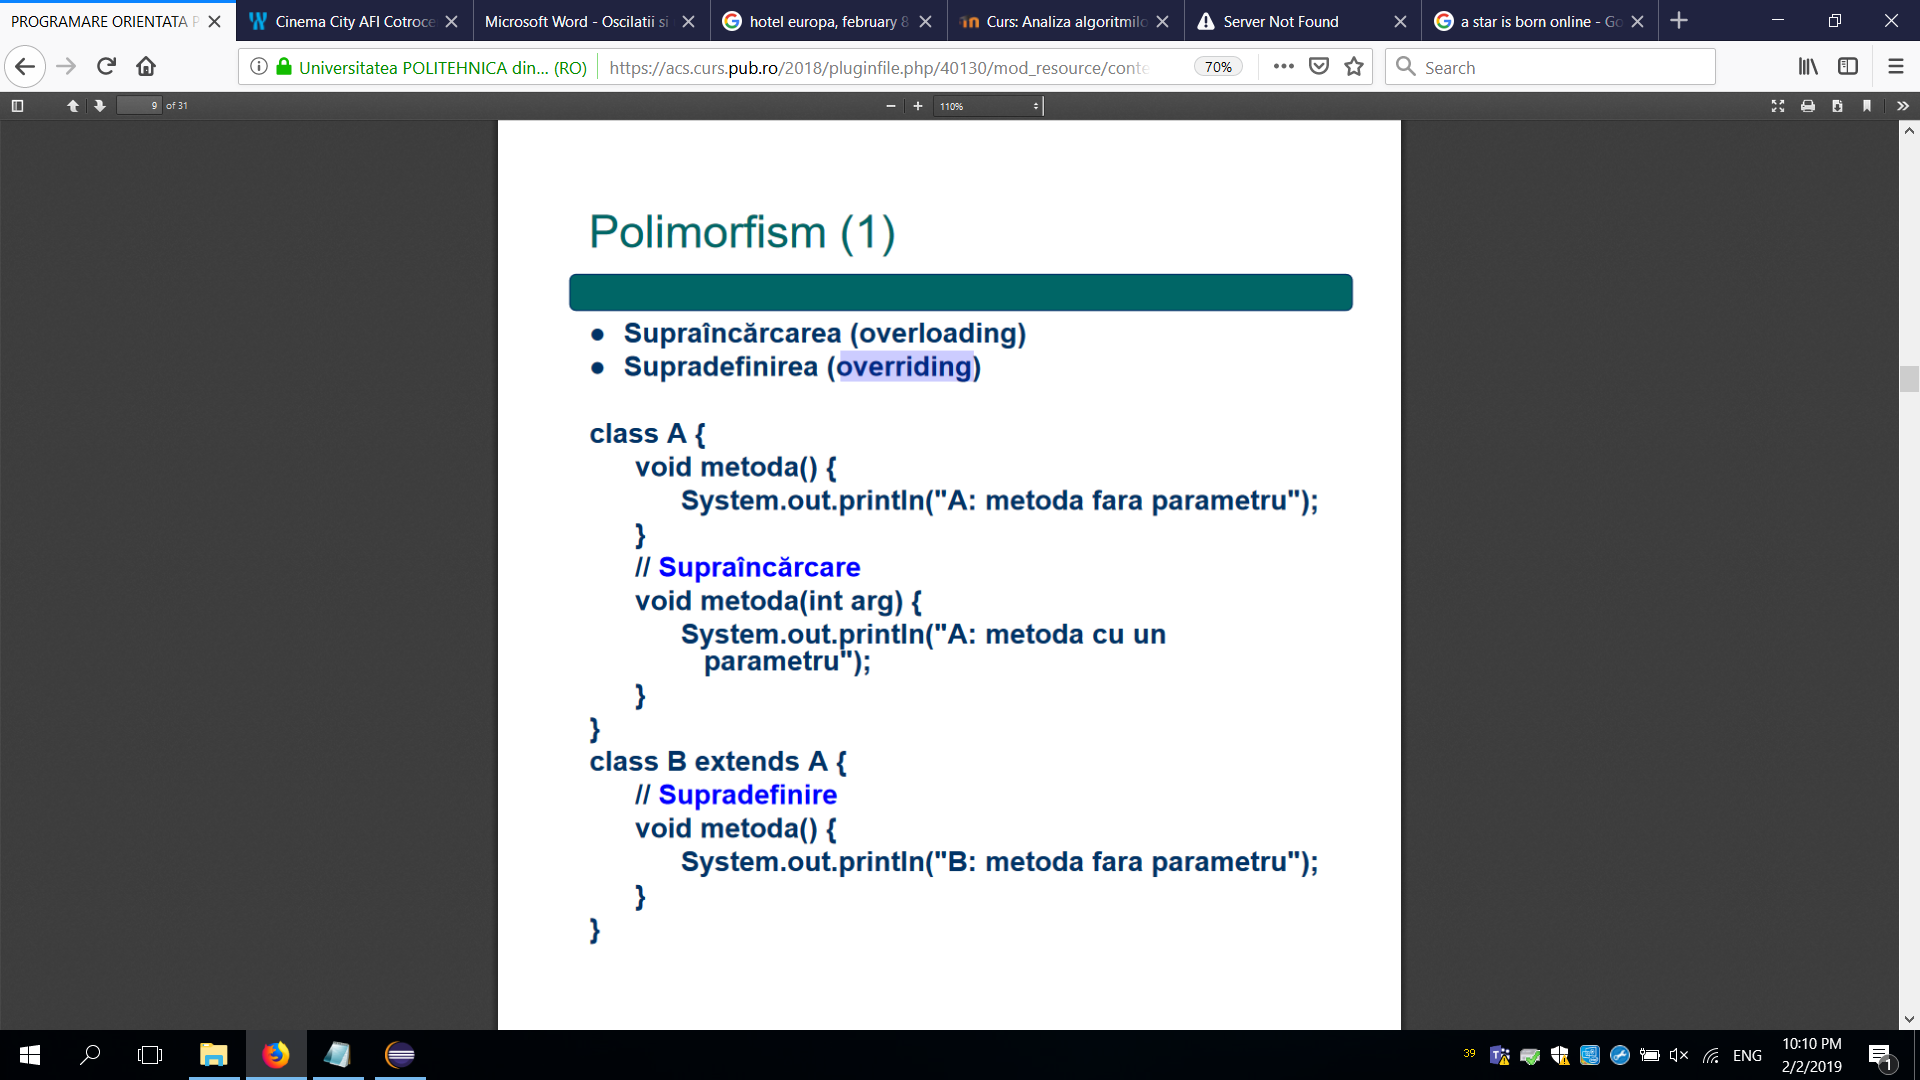 PROGRAMARE ORIENTATA P
Cinema City AFI Cotroce
Microsoft Word - Oscilatii si
hotel europa, february 8
Curs: Analiza algoritmilo
Server Not Found
a star is born online - Go
Universitatea POLITEHNICA din... (RO)
https://acs.curs.pub.ro/2018/pluginfile.php/40130/mod_resource/conte
70%
Search
9 of 31
110%
Polimorfism (1)
● Supraîncărcarea (overloading)
● Supradefinirea (overriding)
class A {
void metoda() {
System.out.println("A: metoda fara parametru");
}
// Supraîncărcare
void metoda(int arg) {
System.out.println("A: metoda cu un
parametru");
}
}
class B extends A {
// Supradefinire
void metoda() {
System.out.println("B: metoda fara parametru");
}
}
39
ENG
10:10 PM
2/2/2019
1